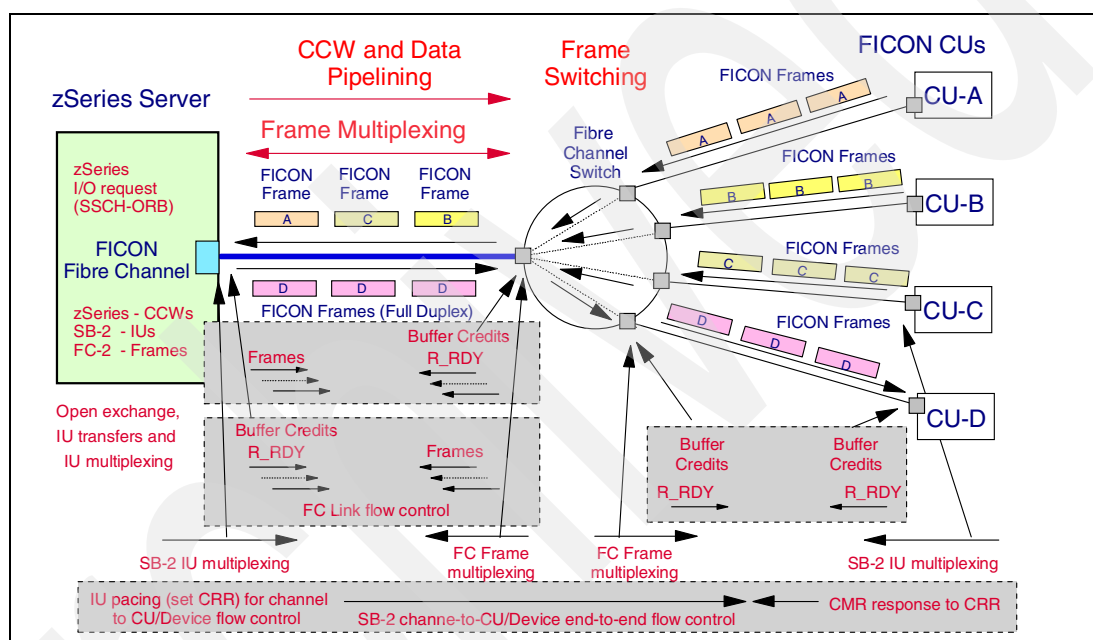 CCW and Data
Pipelining
Frame
Switching
FICON CUs
zSeries Server
FICON Frames
A
A
A
CU-A
Frame Multiplexing
Fibre
Channel
Switch
zSeries
I/O request
(SSCH-ORB)
FICON
Frame
FICON
Frame
FICON
Frame
A
C
B
FICON Frames
B
B
B
CU-B
FICON
Fibre Channel
FICON Frames
C
C
C
CU-C
D
D
D
FICON Frames (Full Duplex)
zSeries - CCWs
SB-2 - IUs
FC-2 - Frames
FICON Frames
D
D
D
CU-D
Buffer Credits
R_RDY
Frames
Open exchange,
IU transfers and
IU multiplexing
Buffer Credits
R_RDY
Frames
FC Link flow control
Buffer
Credits
R_RDY
Buffer
Credits
R_RDY
SB-2 IU multiplexing
FC Frame
multiplexing
FC Frame
multiplexing
SB-2 IU multiplexing
IU pacing (set CRR) for channel
to CU/Device flow control
SB-2 channe-to-CU/Device end-to-end flow control
CMR response to CRR